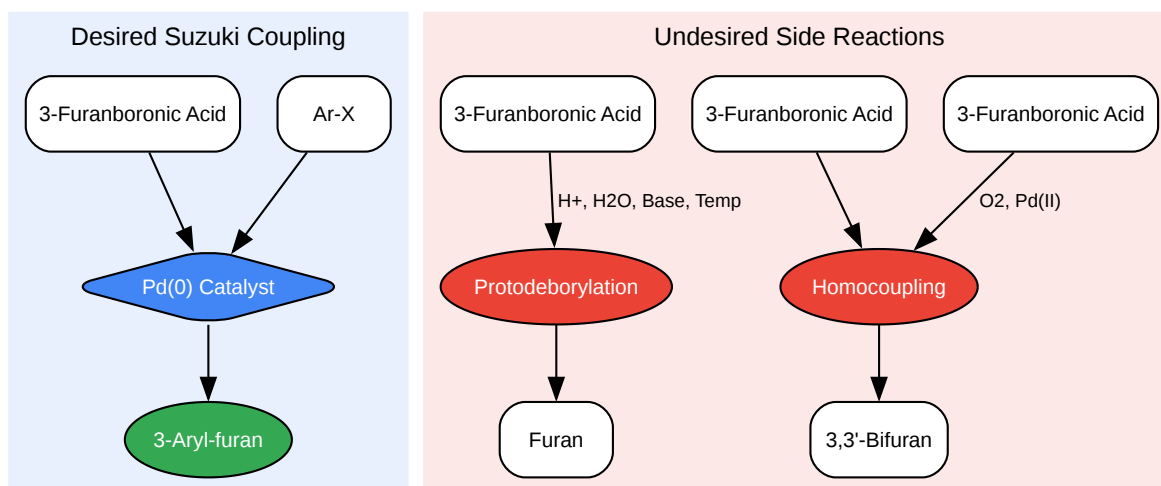 Desired Suzuki Coupling
3-Furanboronic Acid
Ar-X
Pd(0) Catalyst
3-Aryl-furan
Undesired Side Reactions
3-Furanboronic Acid
3-Furanboronic Acid
3-Furanboronic Acid
H+, H2O, Base, Temp
O2, Pd(II)
Protodeborylation
Homocoupling
Furan
3,3'-Bifuran